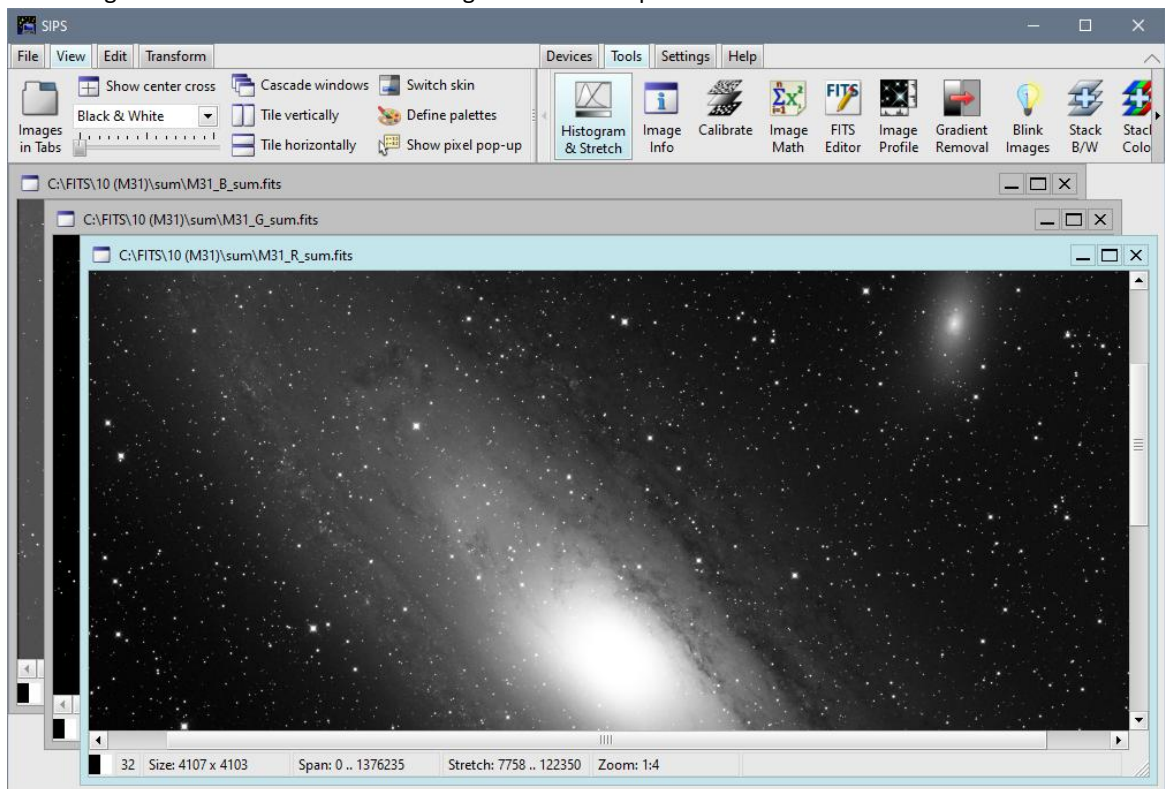 SIPS
File View Edit Transform Devices Tools Settings Help
Images in Tabs
Show center cross
Black & White
Cascade windows
Tile vertically
Tile horizontally
Switch skin
Define palettes
Show pixel pop-up
Histogram & Stretch
Image Info
Calibrate
Image Math
FITS
FITS Editor
Image Profile
Gradient Removal
Blink Images
Stack B/W
C:\FITS\10 (M31)\sum\M31_B_sum.fits
C:\FITS\10 (M31)\sum\M31_G_sum.fits
C:\FITS\10 (M31)\sum\M31_R_sum.fits
32 Size: 4107 x 4103 Span: 0 .. 1376235 Stretch: 7758 .. 122350 Zoom: 1:4